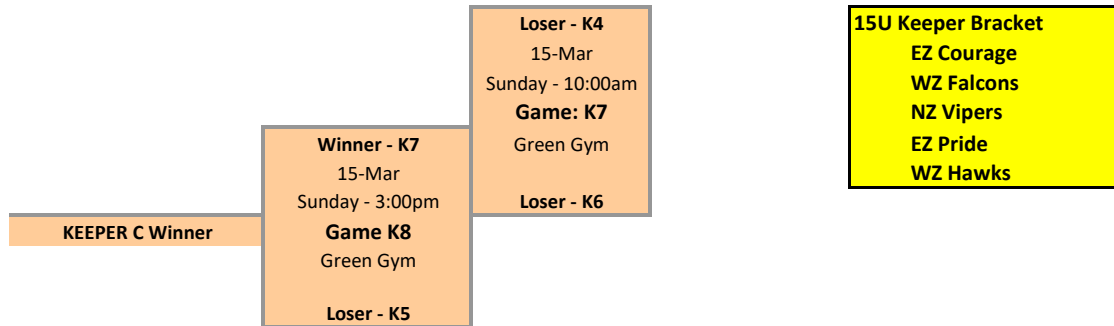 Loser - K4
15-Mar
Sunday - 10:00am
Game: K7
Green Gym
Loser - K6
Winner - K7
15-Mar
Sunday - 3:00pm
Game K8
Green Gym
Loser - K5
KEEPER C Winner
15U Keeper Bracket
EZ Courage
WZ Falcons
NZ Vipers
EZ Pride
WZ Hawks